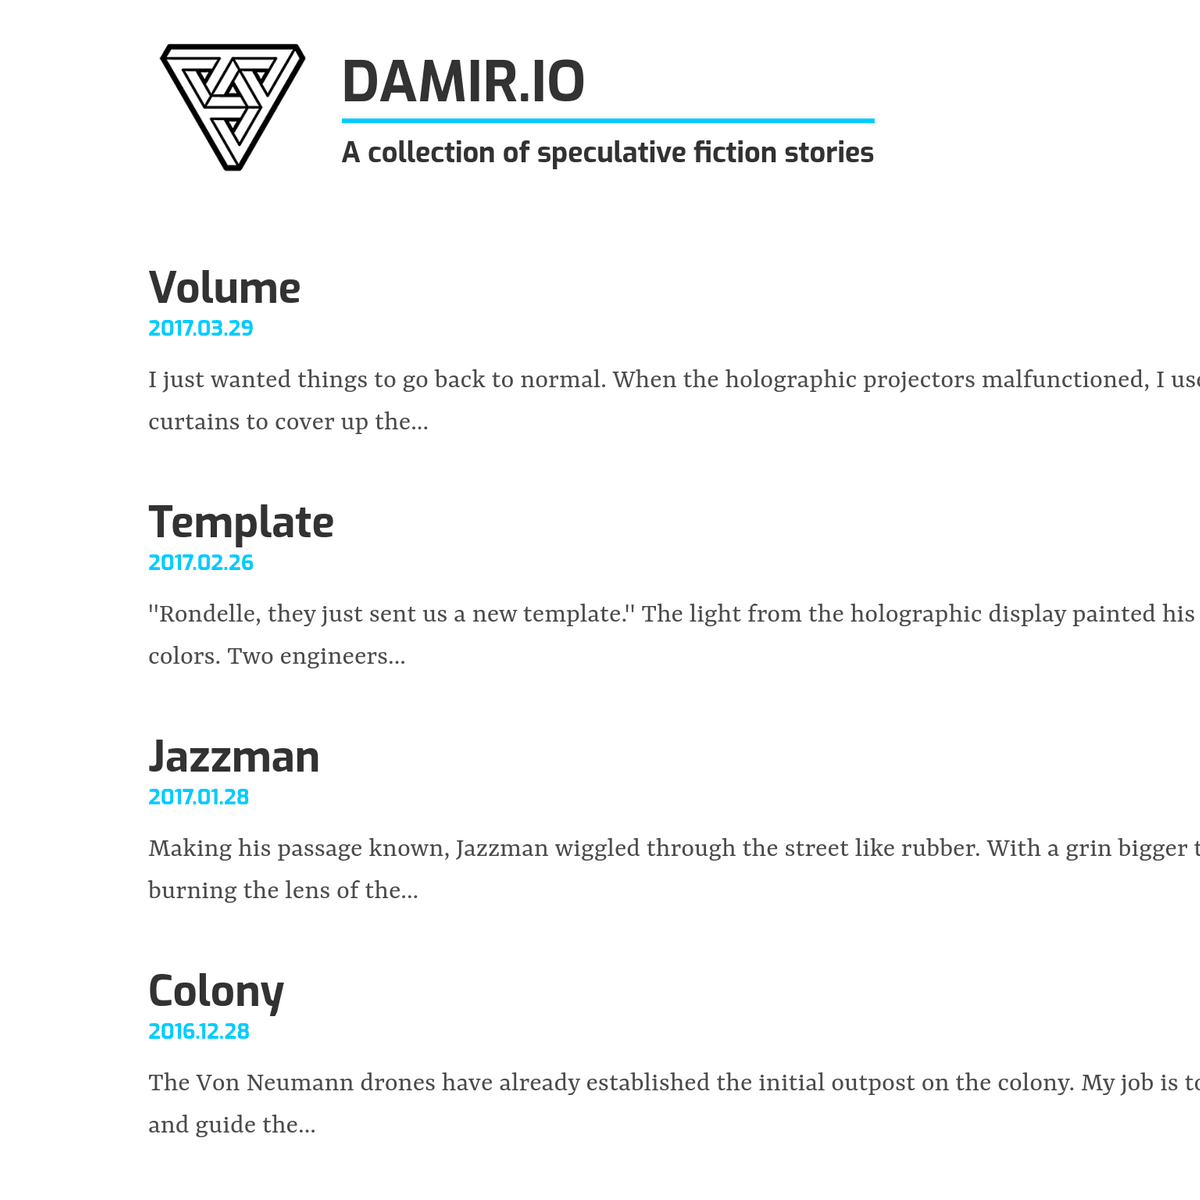 DAMIR.IO
A collection of speculative fiction stories
Volume
2017.03.29
I just wanted things to go back to normal. When the holographic projectors malfunctioned, I
curtains to cover up the...
Template
2017.02.26
"Rondelle, they just sent us a new template." The light from the holographic display painted his
colors. Two engineers...
Jazzman
2017.01.28
Making his passage known, Jazzman wiggled through the street like rubber. With a grin bigger
burning the lens of the...
Colony
2016.12.28
The Von Neumann drones have already established the initial outpost on the colony. My job is
and guide the...